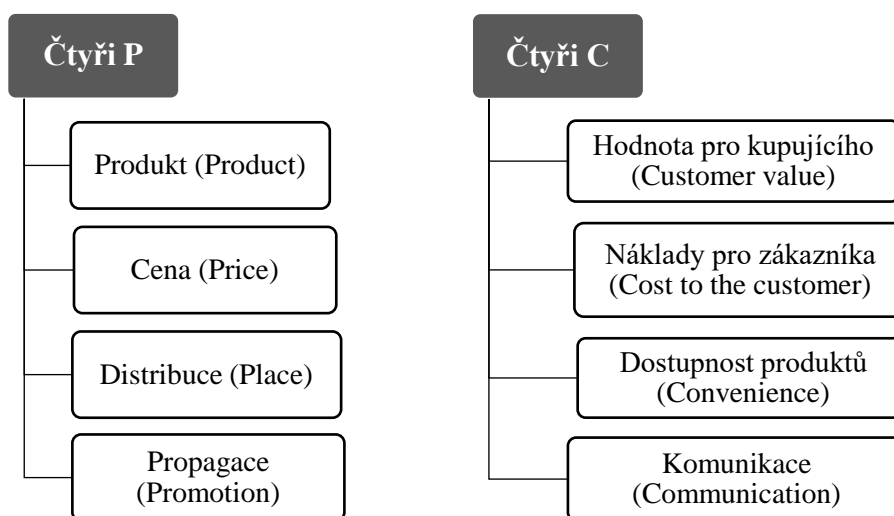 Čtyři P
Produkt (Product)
Cena (Price)
Distribuce (Place)
Propagace
(Promotion)
Čtyři C
Hodnota pro kupujícího
(Customer value)
Náklady pro zákazníka
(Cost to the customer)
Dostupnost produktů
(Convenience)
Komunikace
(Communication)